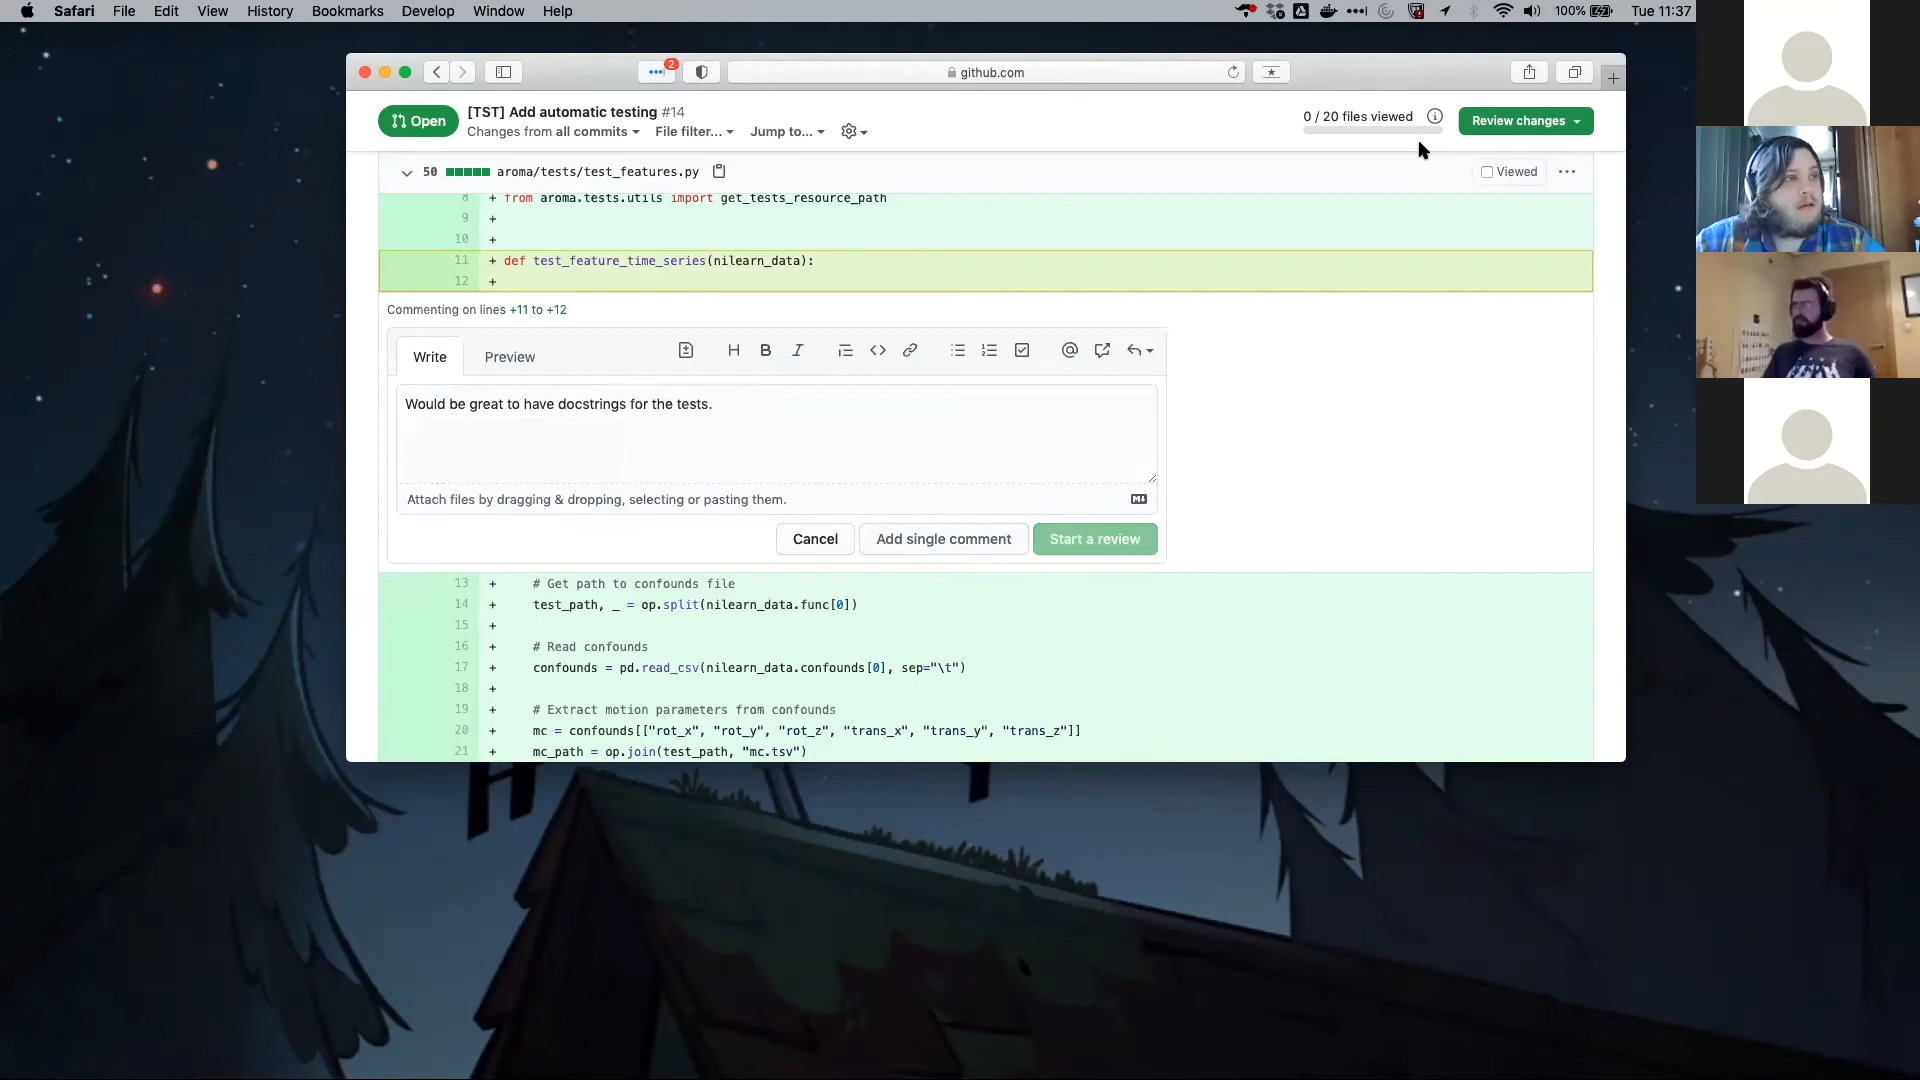 Safari File Edit View History Bookmarks Develop Window Help 100% Tue 11:37
2 github.com
Open [TST] Add automatic testing #14 0 / 20 files viewed Review changes
Changes from all commits File filter... Jump to...
50 aroma/tests/test_features.py Viewed
8 + from aroma.tests.utils import get_tests_resource_path
9 +
10 +
11 + def test_feature_time_series(nilearn_data):
12 +
Commenting on lines +11 to +12
Write Preview
Would be great to have docstrings for the tests.
Attach files by dragging & dropping, selecting or pasting them.
Cancel Add single comment Start a review
13 + # Get path to confounds file
14 + test_path, _ = op.split(nilearn_data.func[0])
15 +
16 + # Read confounds
17 + confounds = pd.read_csv(nilearn_data.confounds[0], sep="\t")
18 +
19 + # Extract motion parameters from confounds
20 + mc = confounds[["rot_x", "rot_y", "rot_z", "trans_x", "trans_y", "trans_z"]]
21 + mc_path = op.join(test_path, "mc.tsv")